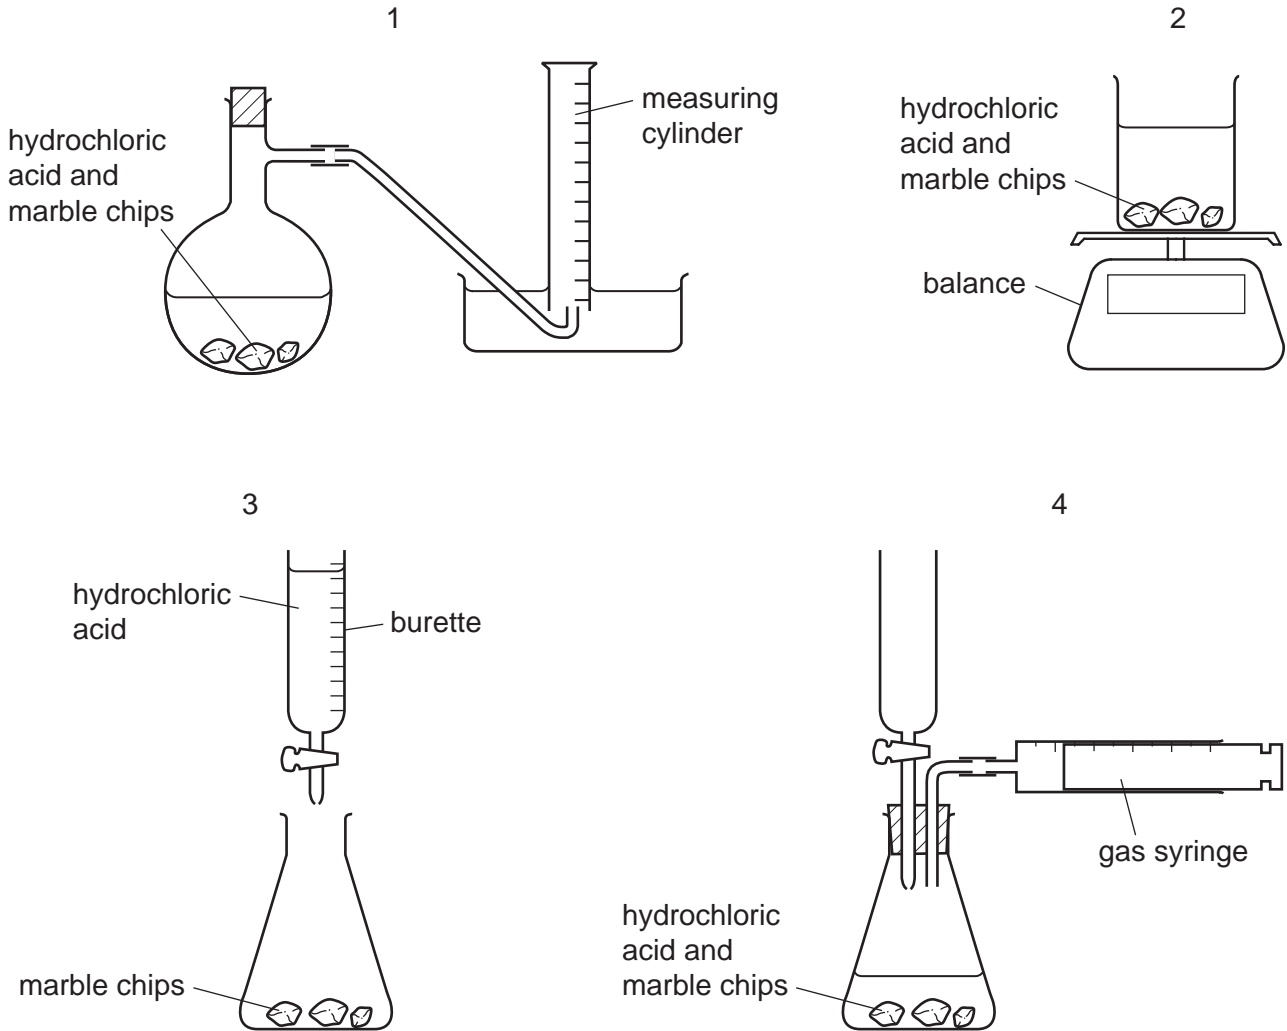 1
hydrochloric
acid and
marble chips
measuring
cylinder
2
hydrochloric
acid and
marble chips
balance
3
hydrochloric
acid
burette
marble chips
4
gas syringe
hydrochloric
acid and
marble chips